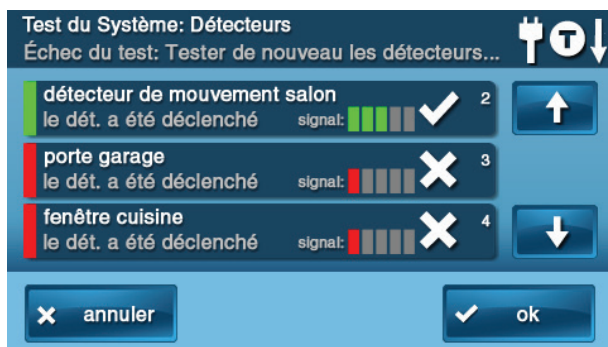 Test du Système: Détecteurs
Échec du test: Tester de nouveau les détecteurs...
T
détecteur de mouvement salon 2
le dét. a été déclenché signal:
porte garage 3
le dét. a été déclenché signal:
fenêtre cuisine 4
le dét. a été déclenché signal:
annuler ok